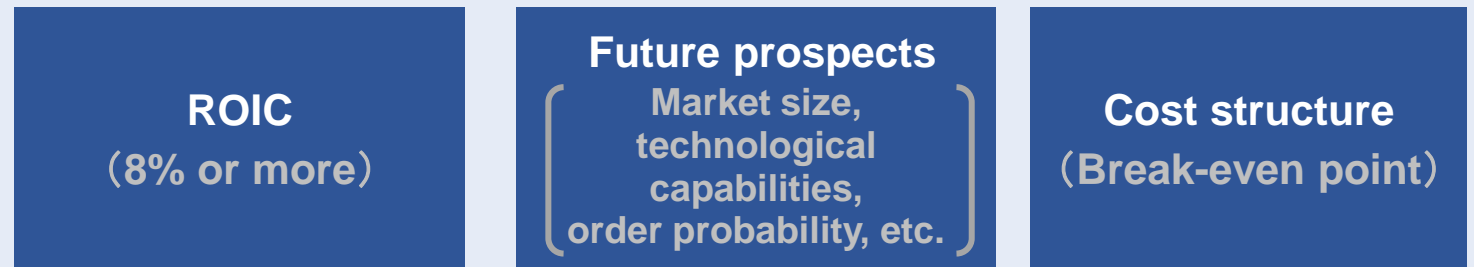 ROIC
（8% or more）
Future prospects
Market size,
technological
capabilities,
order probability, etc.
Cost structure
（Break-even point）